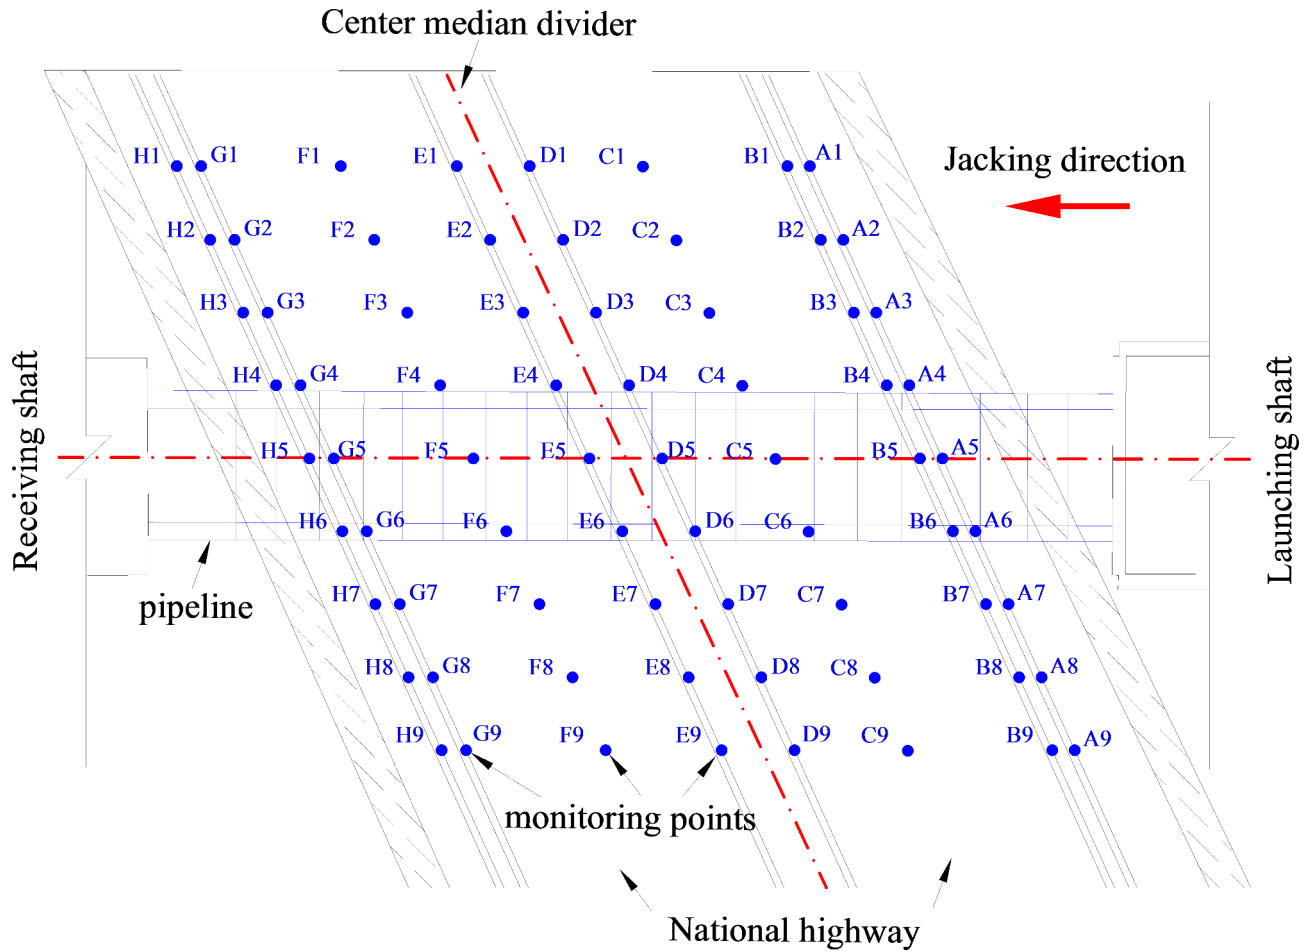 Center median divider
H1 G1 F1 E1 D1 C1 B1 A1
Jacking direction
H2 G2 F2 E2 D2 C2 B2 A2
H3 G3 F3 E3 D3 C3 B3 A3
H4 G4 F4 E4 D4 C4 B4 A4
Receiving shaft
H5 G5 F5 E5 D5 C5 B5 A5
Launching shaft
H6 G6 F6 E6 D6 C6 B6 A6
H7 G7 F7 E7 D7 C7 B7 A7
pipeline
H8 G8 F8 E8 D8 C8 B8 A8
H9 G9 F9 E9 D9 C9 B9 A9
monitoring points
National highway